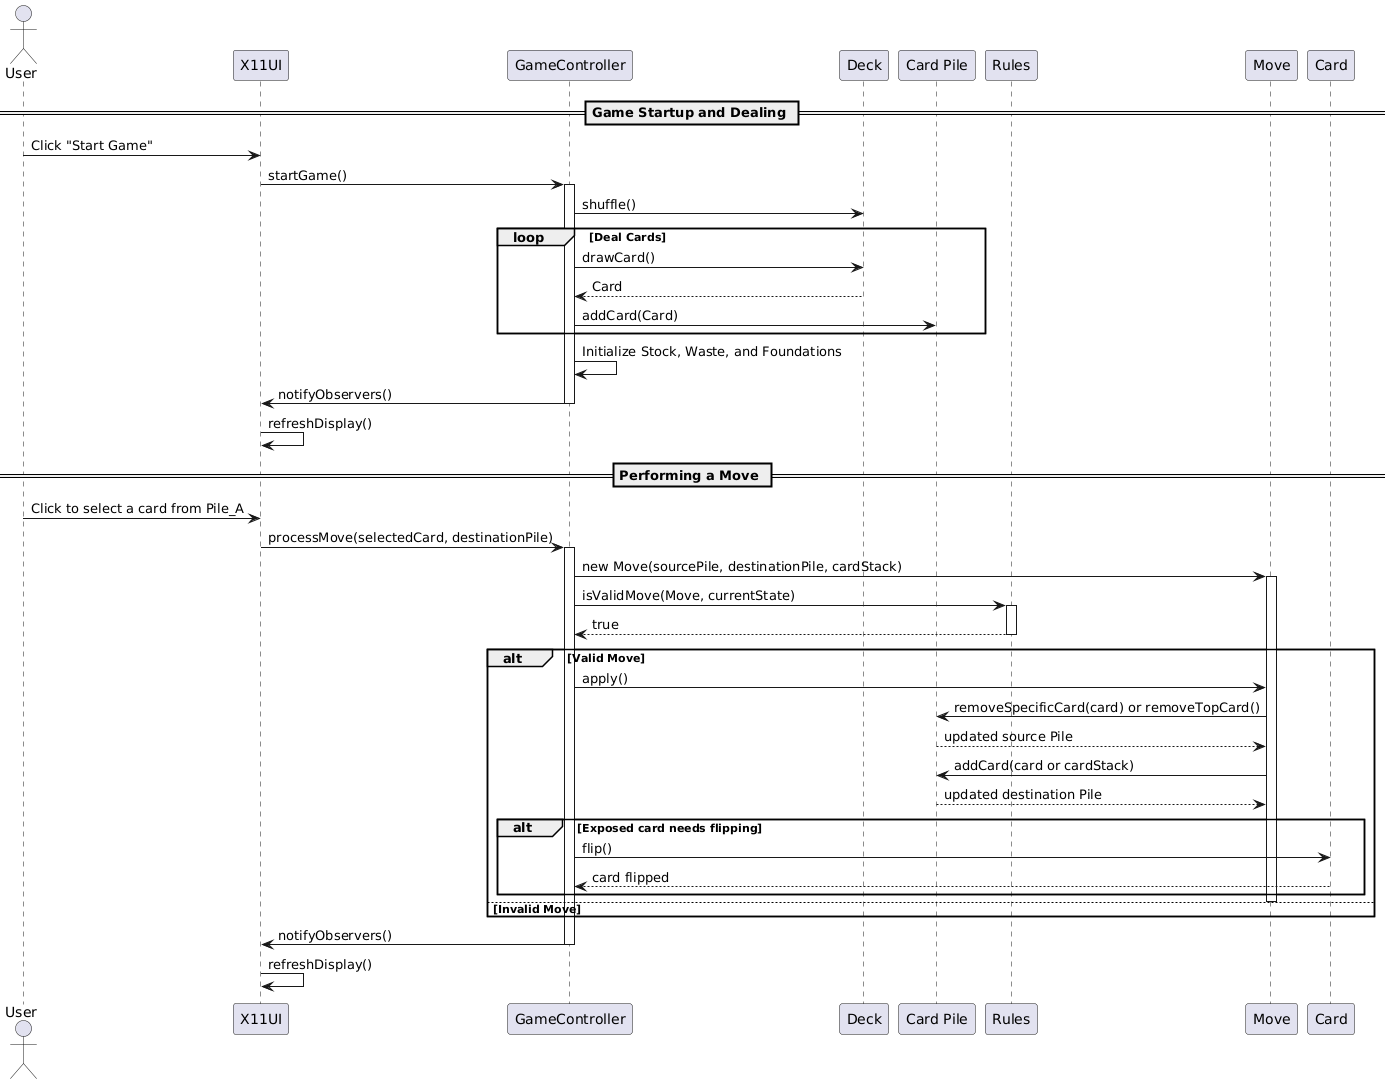 User
X11UI
GameController
Deck
Card Pile
Rules
Move
Card
Game Startup and Dealing
Click "Start Game"
startGame()
shuffle()
loop
[Deal Cards]
drawCard()
Card
addCard(Card)
Initialize Stock, Waste, and Foundations
notifyObservers()
refreshDisplay()
Performing a Move
Click to select a card from Pile_A
processMove(selectedCard, destinationPile)
new Move(sourcePile, destinationPile, cardStack)
isValidMove(Move, currentState)
true
alt
[Valid Move]
apply()
removeSpecificCard(card) or removeTopCard()
updated source Pile
addCard(card or cardStack)
updated destination Pile
alt
[Exposed card needs flipping]
flip()
card flipped
[Invalid Move]
notifyObservers()
refreshDisplay()
User
X11UI
GameController
Deck
Card Pile
Rules
Move
Card